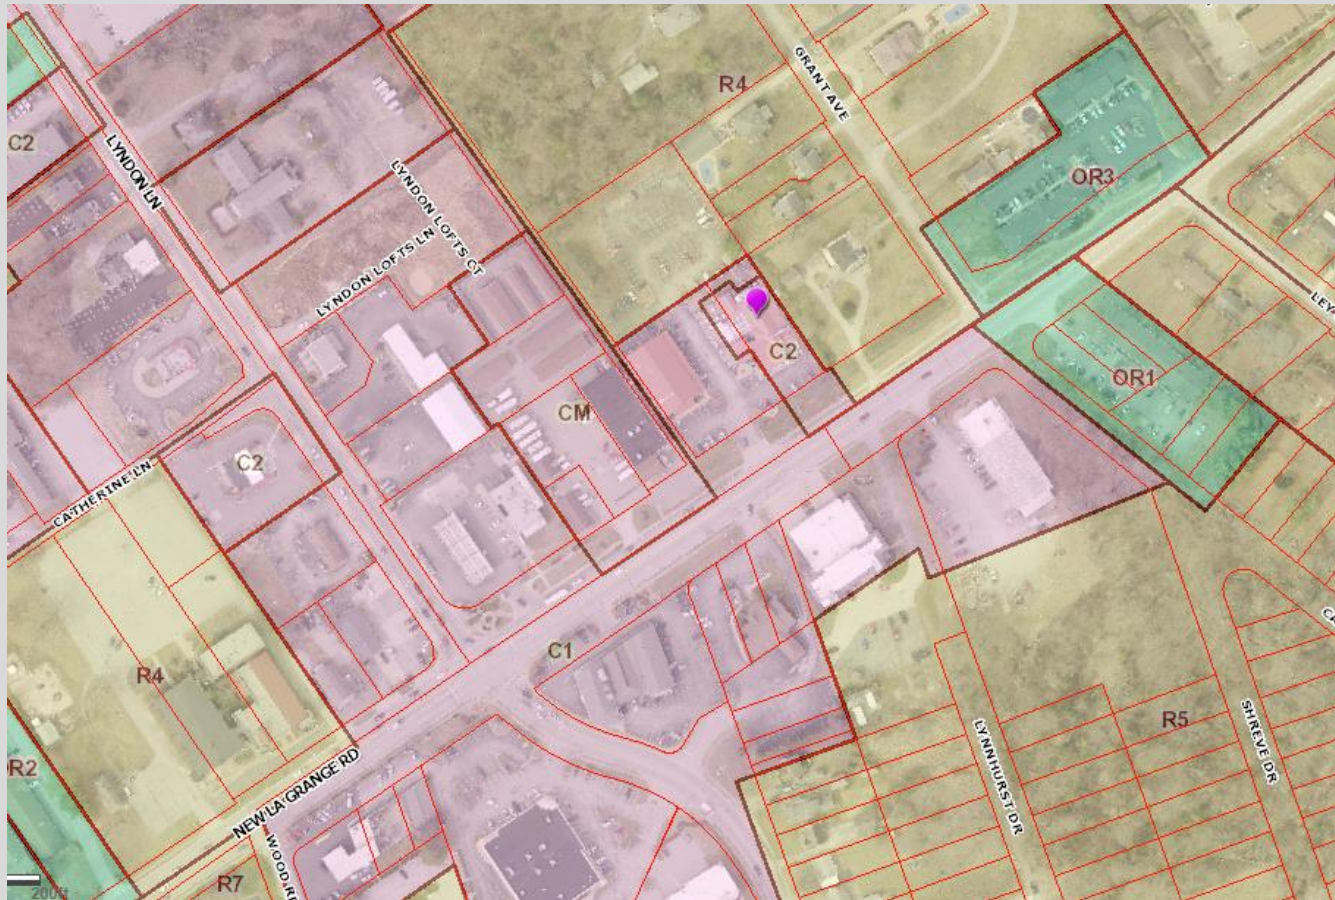 GRANT AVE
R4
C2
LYNDON LN
LYNDON LOFTS CT
OR3
LYNDON LOFTS LN
C2
OR1
CM
C2
CATHERINE LN
C1
R4
R5
LYNNHURST DR
SHREVE DR
NEW LA GRANGE RD
R7
200ft